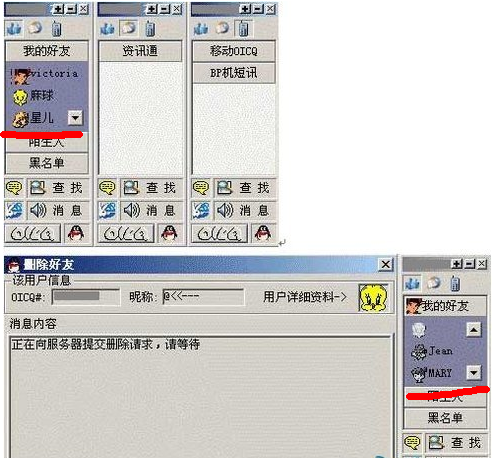 我的好友
victoria
麻球
星儿
陌生人
黑名单
查找
消息
OICQ
资讯通
查找
消息
OICQ
移动OICQ
BP机短讯
查找
消息
OICQ
删除好友
该用户信息
OICQ#: 昵称: @<<--- 用户详细资料->
消息内容
正在向服务器提交删除请求，请等待
我的好友
Jean
MARY
陌生人
黑名单
查找